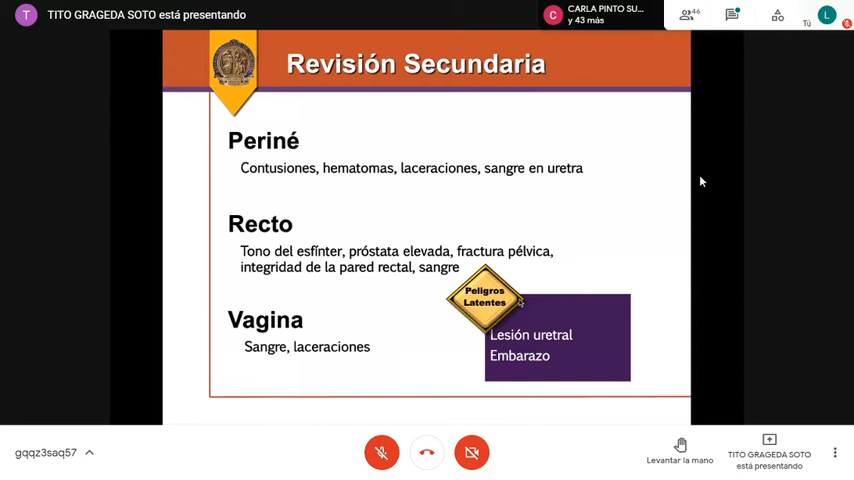 T TITO GRAGEDA SOTO está presentando
C CARLA PINTO SU...
y 43 más
46
Tú
L
Revisión Secundaria
Periné
Contusiones, hematomas, laceraciones, sangre en uretra
Recto
Tono del esfínter, próstata elevada, fractura pélvica,
integridad de la pared rectal, sangre
Peligros
Latentes
Vagina
Sangre, laceraciones
Lesión uretral
Embarazo
gqqz3saq57
Levantar la mano
TITO GRAGEDA SOTO
está presentando